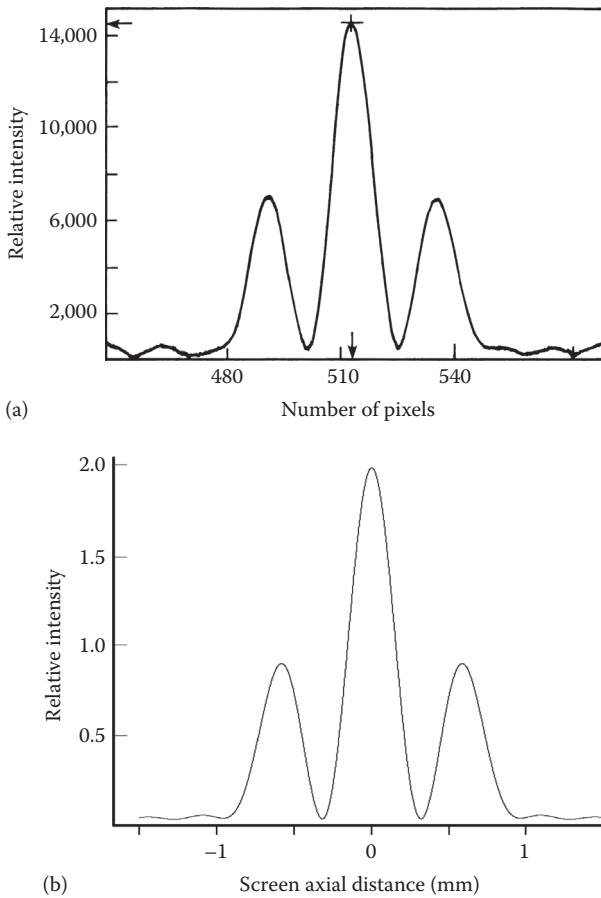 14,000
10,000
6,000
2,000
Relative intensity
480 510 540
(a)
Number of pixels
2.0
1.5
1.0
0.5
Relative intensity
−1 0 1
(b)
Screen axial distance (mm)